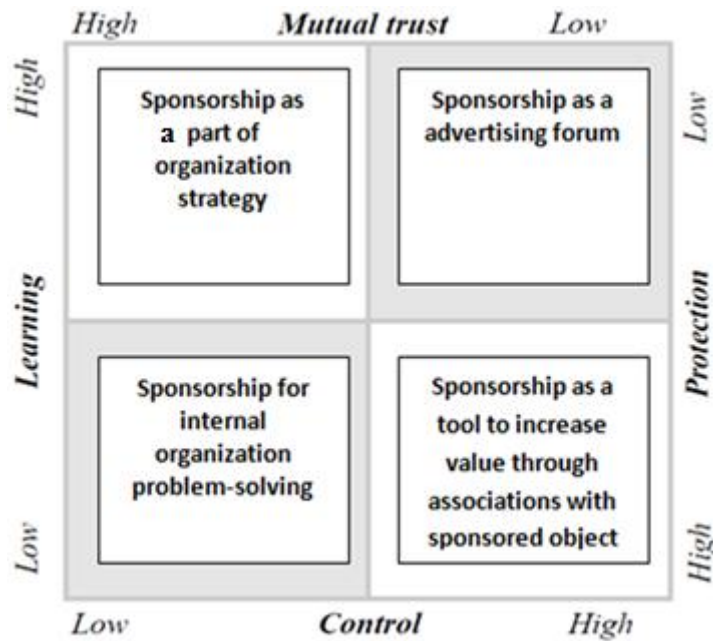 High Mutual trust Low
High
Low
Sponsorship as
a part of
organization
strategy
Sponsorship as a
advertising forum
Learning
Protection
Sponsorship for
internal
organization
problem-solving
Sponsorship as a
tool to increase
value through
associations with
sponsored object
Low
High
Low Control High